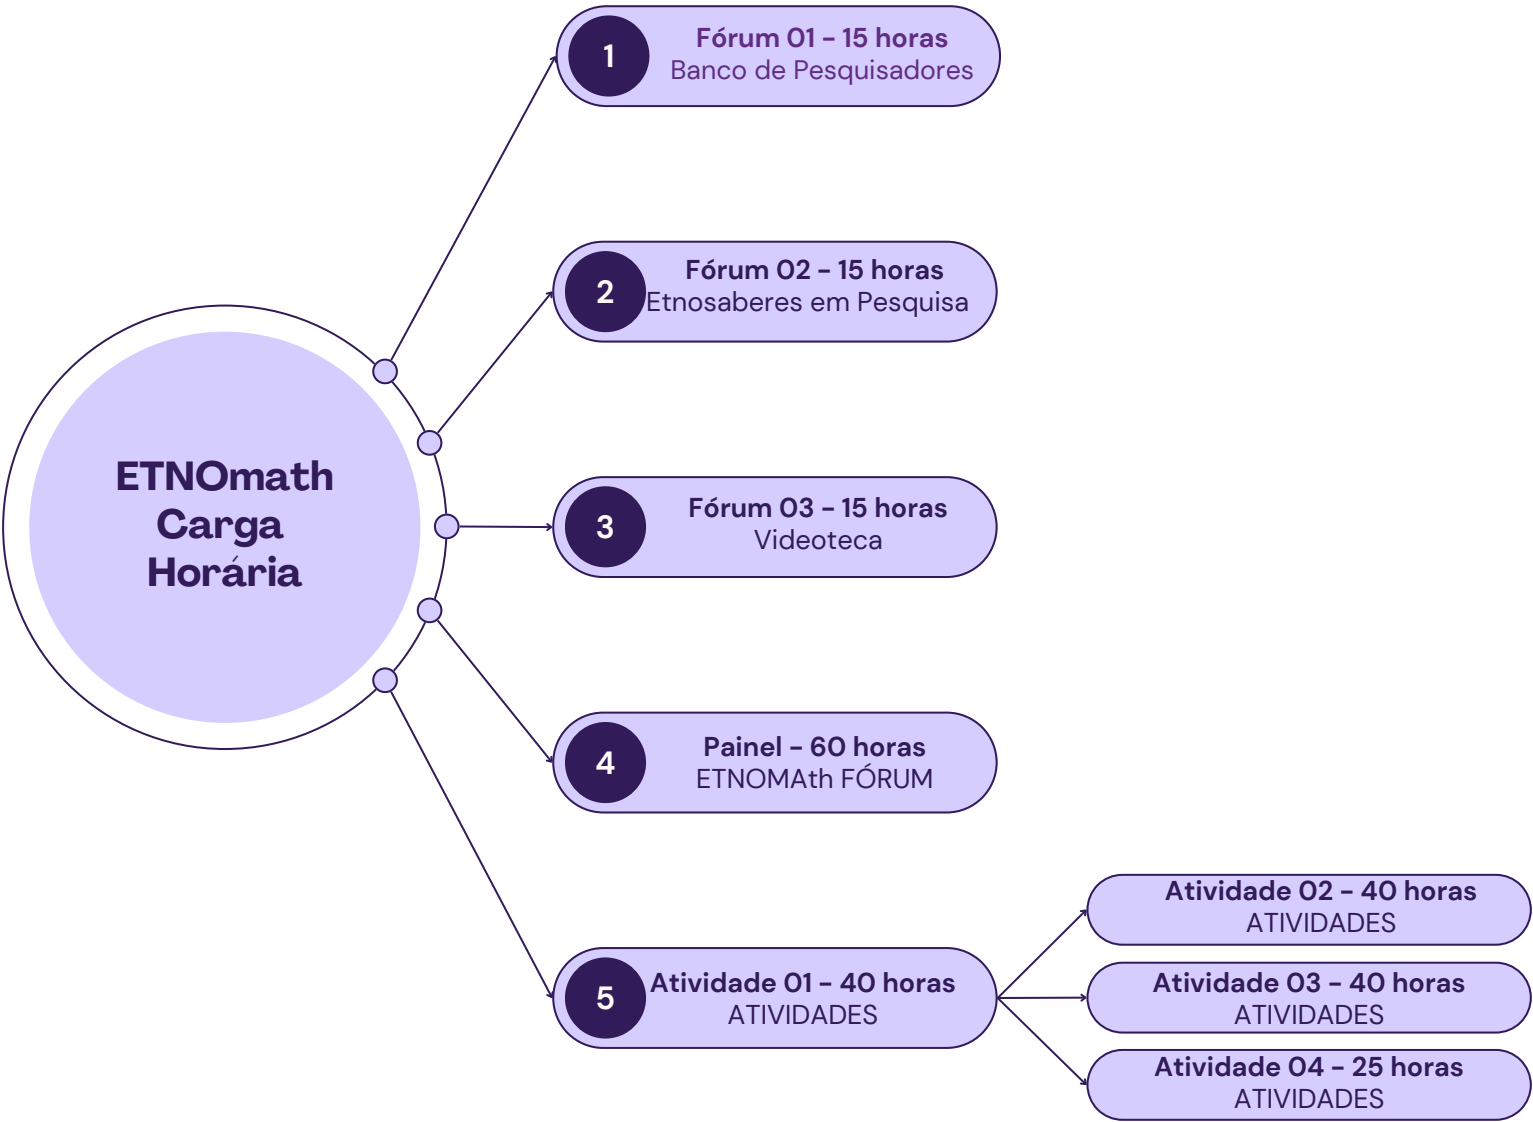 ETNOmath
Carga
Horária
1
Fórum 01 - 15 horas
Banco de Pesquisadores
2
Fórum 02 - 15 horas
Etnosaberes em Pesquisa
3
Fórum 03 - 15 horas
Videoteca
4
Painel - 60 horas
ETNOMAth FÓRUM
5
Atividade 01 - 40 horas
ATIVIDADES
Atividade 02 - 40 horas
ATIVIDADES
Atividade 03 - 40 horas
ATIVIDADES
Atividade 04 - 25 horas
ATIVIDADES